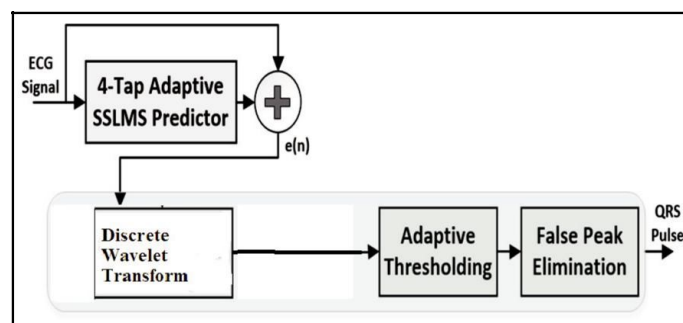 ECG
Signal
4-Tap Adaptive
SSLMS Predictor
e(n)
Discrete
Wavelet
Transform
Adaptive
Thresholding
False Peak
Elimination
QRS
Pulse